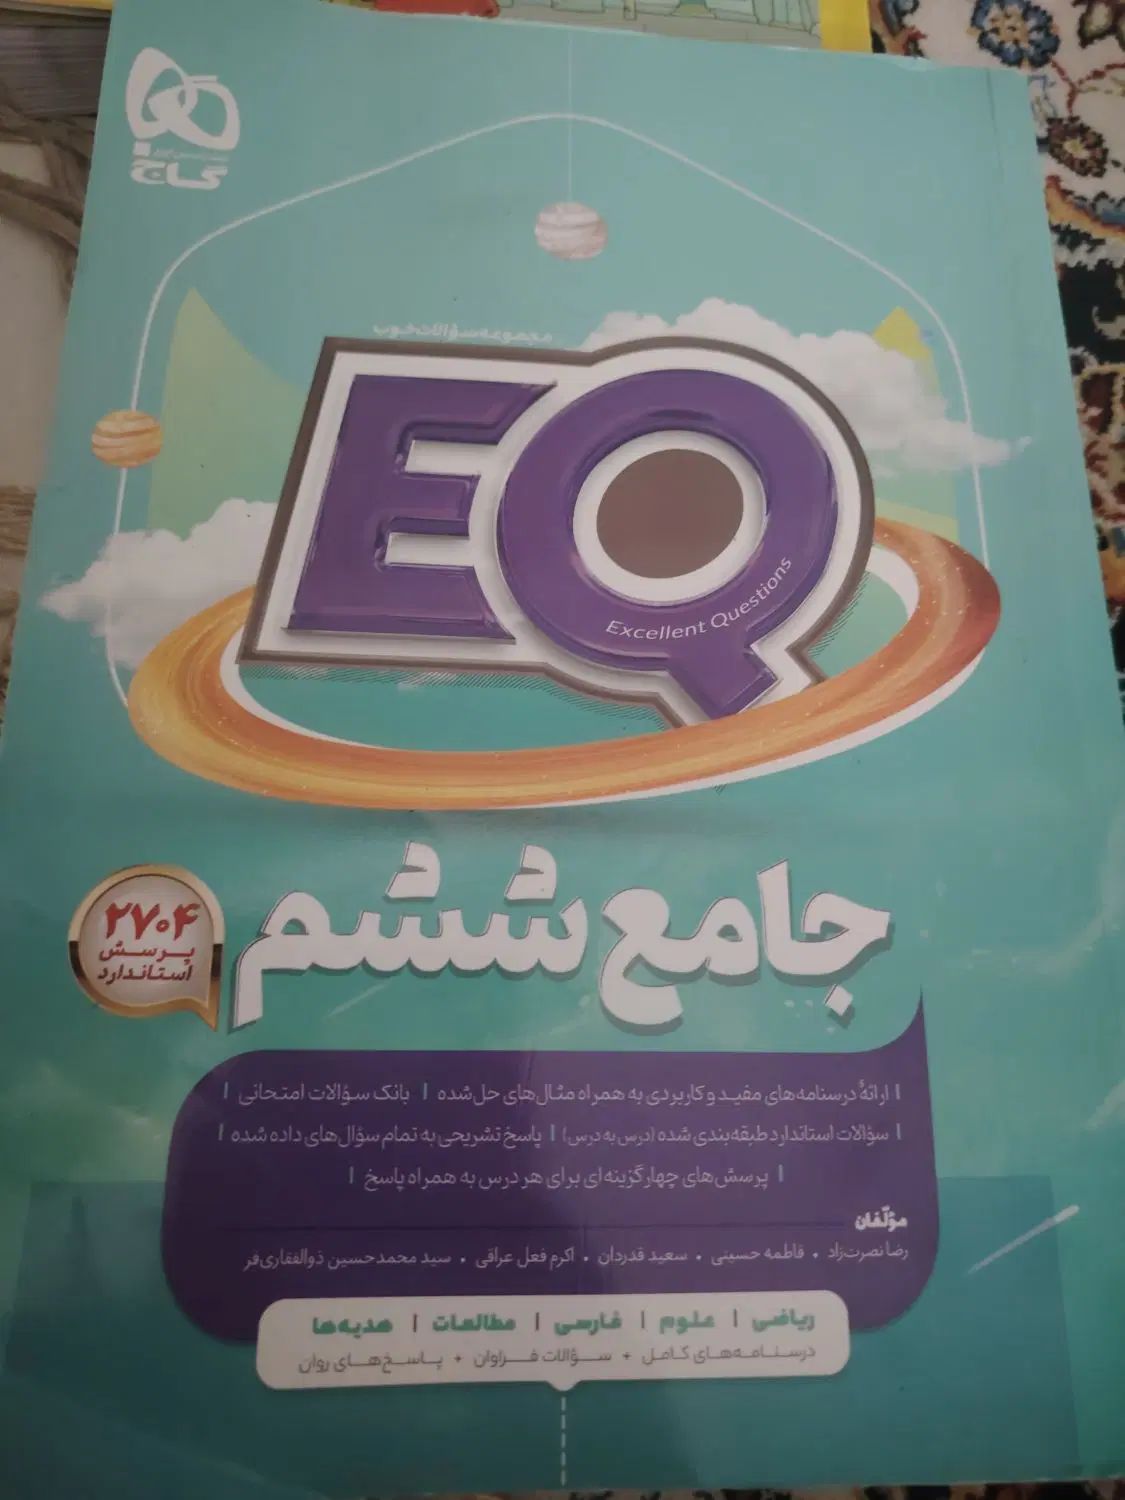 گاج
مجموعه سؤالات خوب
EQ
Excellent Questions
جامع ششم
۲۷۰۴
پرسش
استاندارد
| ارائهٔ درسنامه‌های مفید و کاربردی به همراه مثال‌های حل‌شده | بانک سؤالات امتحانی |
| سؤالات استاندارد طبقه‌بندی شده (درس به درس) | پاسخ تشریحی به تمام سؤال‌های داده شده |
| پرسش‌های چهارگزینه‌ای برای هر درس به همراه پاسخ |
مؤلّفان
رضا نصرت‌زاد • فاطمه حسینی • سعید قدردان • اکرم فعل عراقی • سید محمدحسین ذوالفقاری‌فر
ریاضی | علوم | فارسی | مطالعات | هدیه‌ها
درسنامه‌های کامل + سؤالات فراوان + پاسخ‌های روان